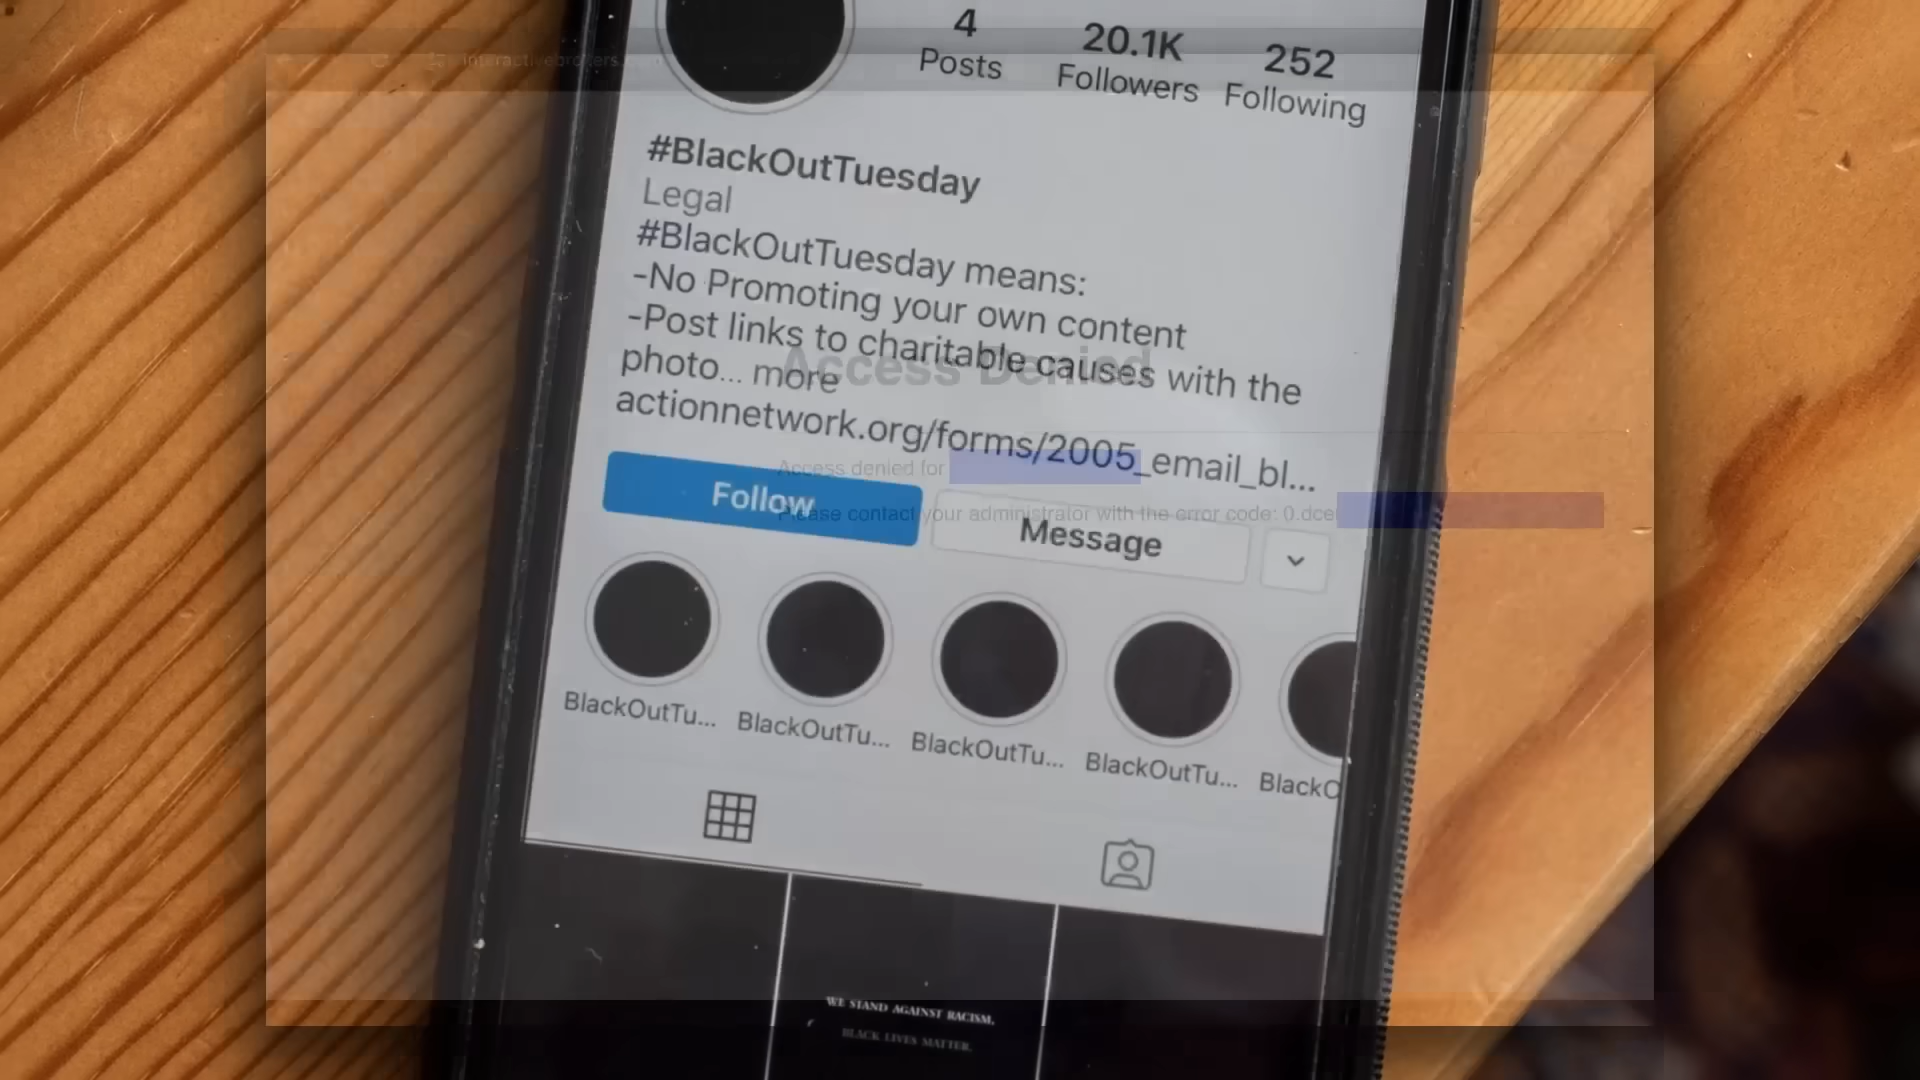 4 20.1K 252
Posts Followers Following
#BlackOutTuesday
Legal
#BlackOutTuesday means:
-No Promoting your own content
-Post links to charitable causes with the
photo... more
actionnetwork.org/forms/2005_email_bl...
Follow Message
BlackOutTu... BlackOutTu... BlackOutTu... BlackOutTu... BlackO
WE STAND AGAINST RACISM,
BLACK LIVES MATTER.
interactivebrokers.com
Access Denied
Access denied for
Please contact your administrator with the error code: 0.dce